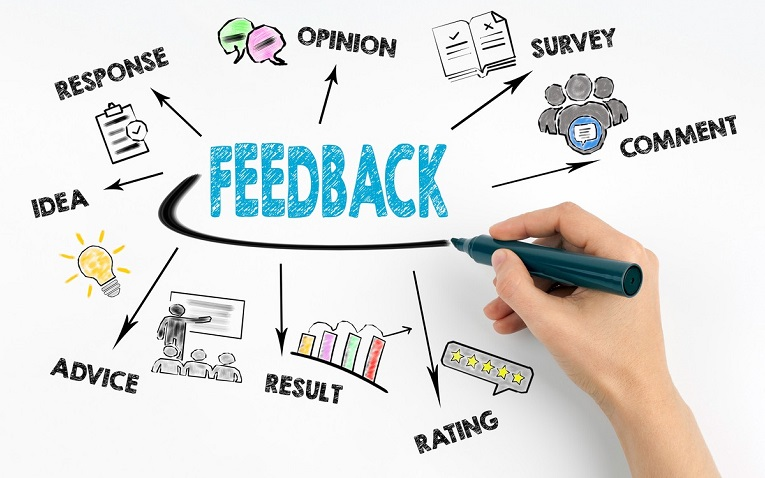 OPINION
SURVEY
RESPONSE
COMMENT
FEEDBACK
IDEA
ADVICE
RESULT
RATING